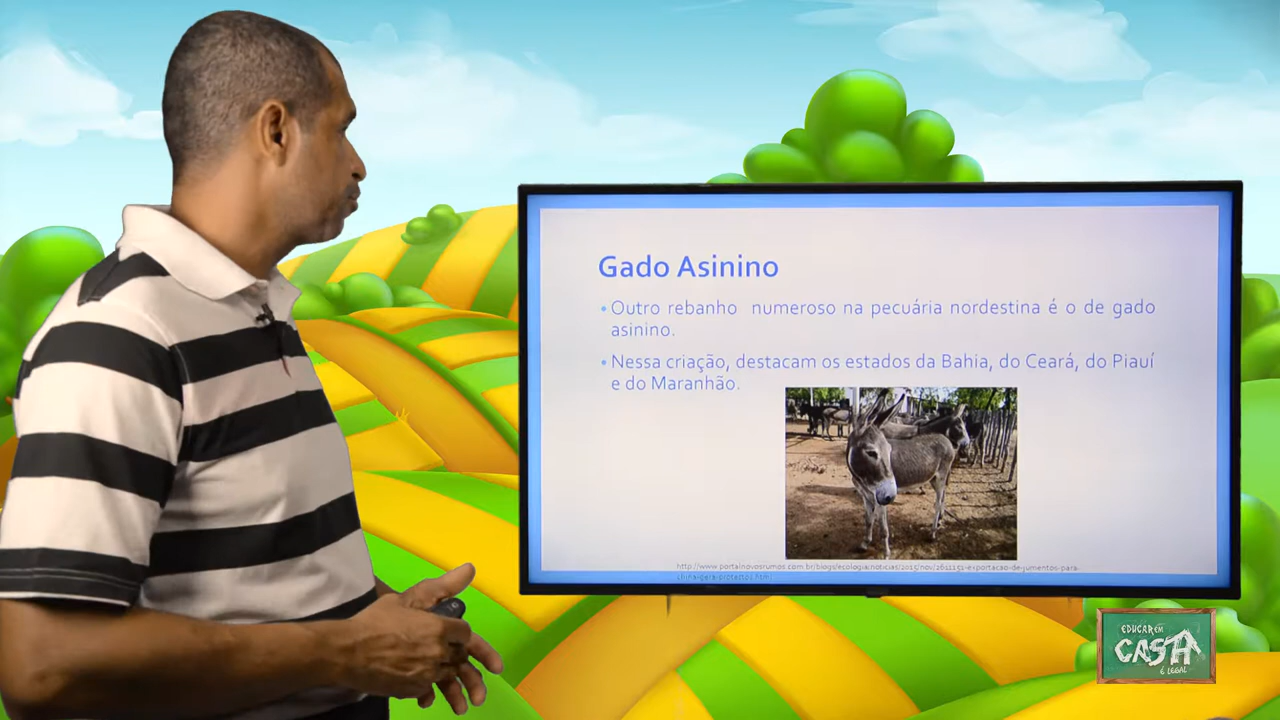 Gado Asinino
•Outro rebanho numeroso na pecuária nordestina é o de gado
asinino.
•Nessa criação, destacam os estados da Bahia, do Ceará, do Piauí
e do Maranhão.
EDUCAR EM
CASA
É LEGAL